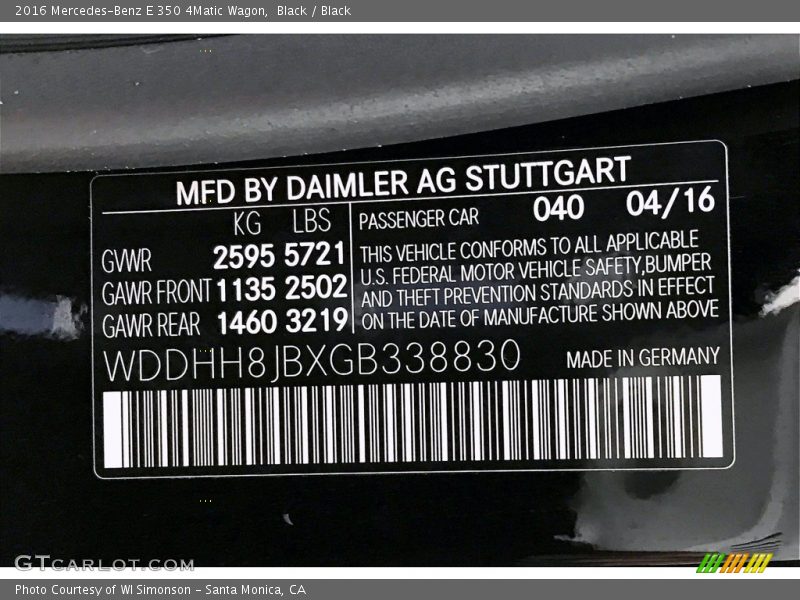 2016 Mercedes-Benz E 350 4Matic Wagon, Black / Black
MFD BY DAIMLER AG STUTTGART
KG LBS
GVWR 2595 5721
GAWR FRONT 1135 2502
GAWR REAR 1460 3219
PASSENGER CAR 040 04/16
THIS VEHICLE CONFORMS TO ALL APPLICABLE
U.S. FEDERAL MOTOR VEHICLE SAFETY,BUMPER
AND THEFT PREVENTION STANDARDS IN EFFECT
ON THE DATE OF MANUFACTURE SHOWN ABOVE
WDDHH8JBXGB338830
MADE IN GERMANY
GTCARLOT.COM
Photo Courtesy of WI Simonson - Santa Monica, CA